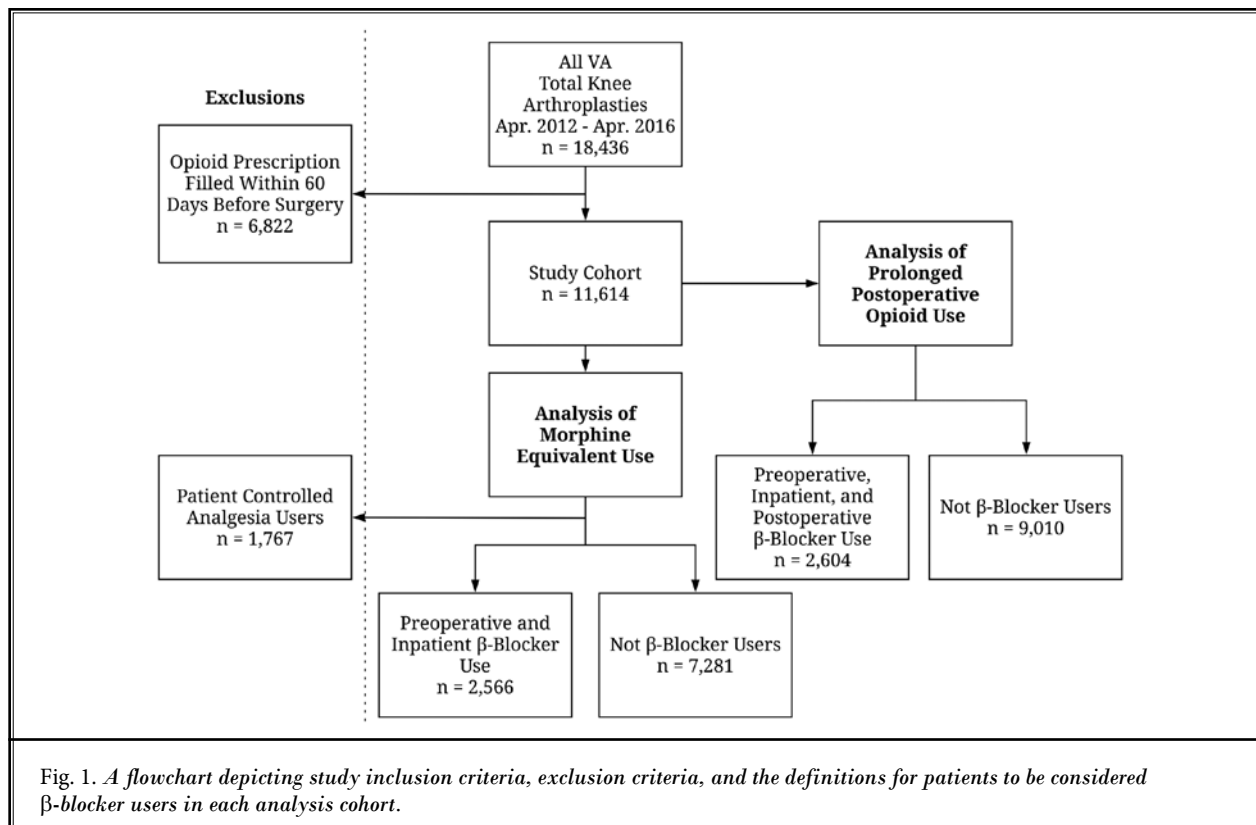 All VA
Total Knee
Arthroplasties
Apr. 2012 - Apr. 2016
n = 18,436
Exclusions
Opioid Prescription
Filled Within 60
Days Before Surgery
n = 6,822
Study Cohort
n = 11,614
Analysis of
Prolonged
Postoperative
Opioid Use
Analysis of
Morphine
Equivalent Use
Preoperative,
Inpatient, and
Postoperative
β-Blocker Use
n = 2,604
Not β-Blocker Users
n = 9,010
Patient Controlled
Analgesia Users
n = 1,767
Preoperative and
Inpatient β-Blocker
Use
n = 2,566
Not β-Blocker Users
n = 7,281
Fig. 1. A flowchart depicting study inclusion criteria, exclusion criteria, and the definitions for patients to be considered
β-blocker users in each analysis cohort.